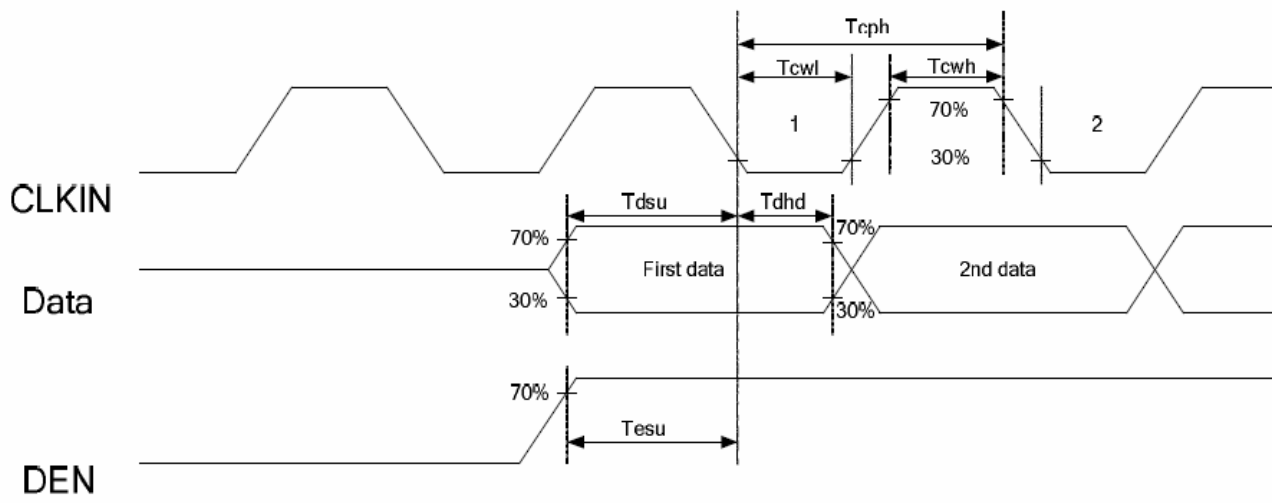 Tcph
Tcwl
Tcwh
1
70%
2
30%
CLKIN
Tdsu
Tdhd
70%
70%
First data
2nd data
30%
30%
Data
70%
Tesu
DEN